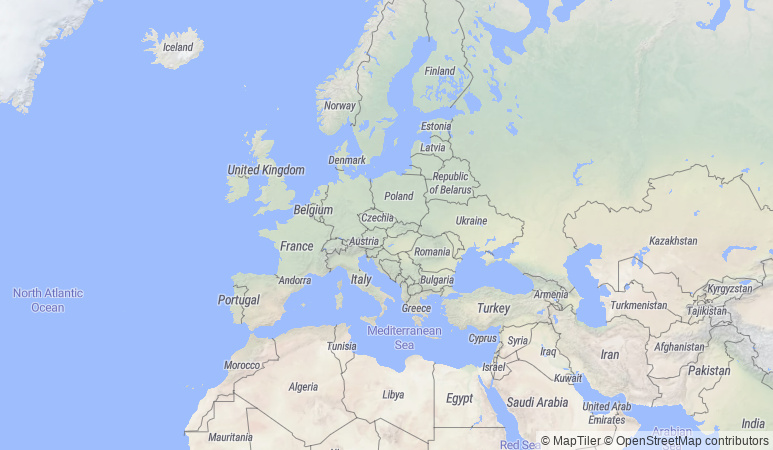 Iceland
Finland
Norway
Estonia
Latvia
Denmark
United Kingdom
Republic
of Belarus
Poland
Belgium
Czechia
Ukraine
Austria
France
Kazakhstan
Romania
Andorra
Italy
Bulgaria
Kyrgyzstan
North Atlantic
Ocean
Portugal
Armenia
Turkmenistan
Tajikistan
Greece
Turkey
Mediterranean
Sea
Cyprus
Syria
Tunisia
Afghanistan
Iraq
Iran
Morocco
Israel
Pakistan
Kuwait
Algeria
Libya
Egypt
Saudi Arabia
United Arab
Emirates
India
Mauritania
Arabian
Sea
Red Sea
© MapTiler © OpenStreetMap contributors